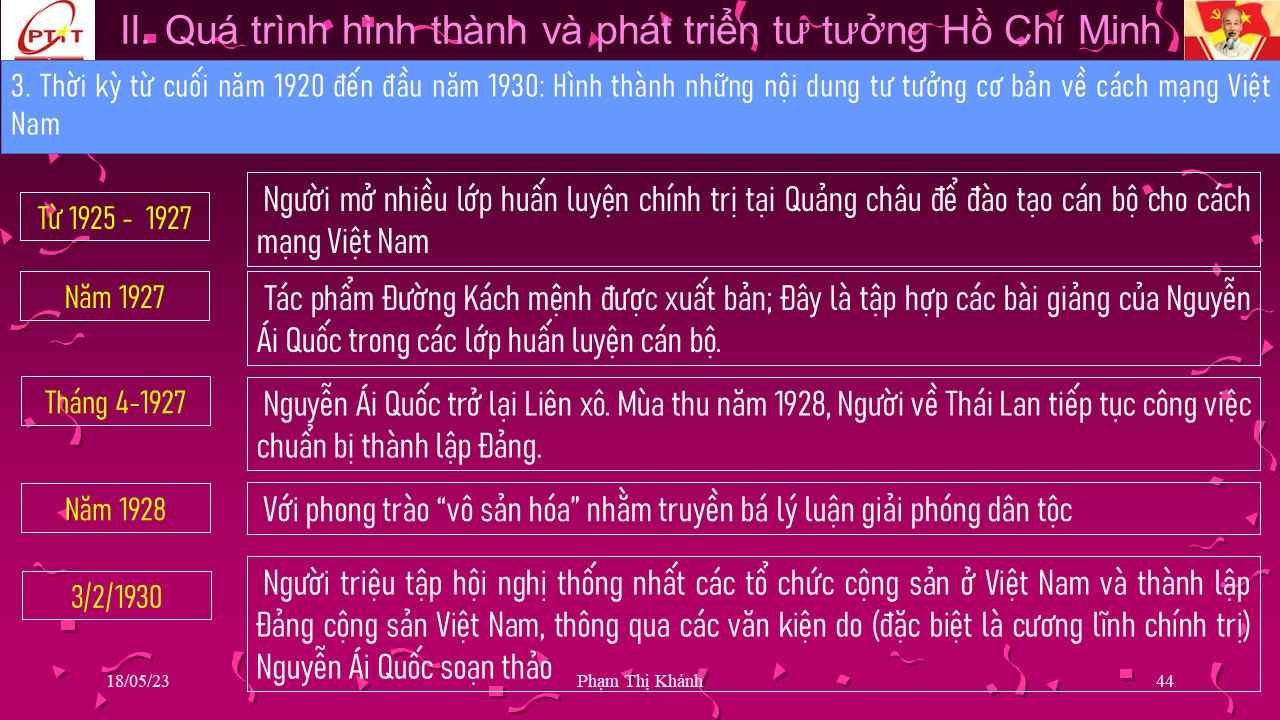 PTIT
II. Quá trình hình thành và phát triển tư tưởng Hồ Chí Minh
3. Thời kỳ từ cuối năm 1920 đến đầu năm 1930: Hình thành những nội dung tư tưởng cơ bản về cách mạng Việt
Nam
Từ 1925 - 1927
Người mở nhiều lớp huấn luyện chính trị tại Quảng châu để đào tạo cán bộ cho cách
mạng Việt Nam
Năm 1927
Tác phẩm Đường Kách mệnh được xuất bản; Đây là tập hợp các bài giảng của Nguyễn
Ái Quốc trong các lớp huấn luyện cán bộ.
Tháng 4-1927
Nguyễn Ái Quốc trở lại Liên xô. Mùa thu năm 1928, Người về Thái Lan tiếp tục công việc
chuẩn bị thành lập Đảng.
Năm 1928
Với phong trào “vô sản hóa” nhằm truyền bá lý luận giải phóng dân tộc
3/2/1930
Người triệu tập hội nghị thống nhất các tổ chức cộng sản ở Việt Nam và thành lập
Đảng cộng sản Việt Nam, thông qua các văn kiện do (đặc biệt là cương lĩnh chính trị)
Nguyễn Ái Quốc soạn thảo
18/05/23
Phạm Thị Khánh
44